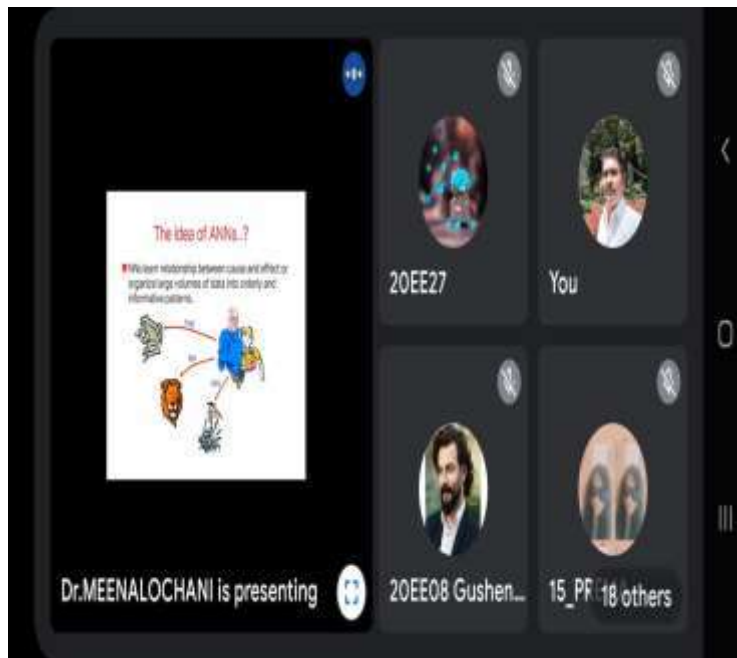 The idea of ANNs..?
NNs learn relationship between cause and effect or
organize large volumes of data into orderly and
informative patterns.
Dr.MEENALOCHANI is presenting
20EE27
You
20EE08 Gushen...
15_PR
18 others